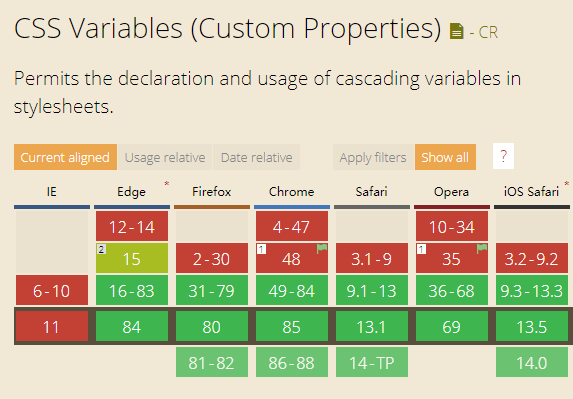 CSS Variables (Custom Properties) - CR
Permits the declaration and usage of cascading variables in
stylesheets.
Current aligned Usage relative Date relative Apply filters Show all ?
IE Edge * Firefox Chrome Safari Opera iOS Safari *
12-14 4-47 10-34
2 15 2-30 1 48 3.1-9 1 35 3.2-9.2
6-10 16-83 31-79 49-84 9.1-13 36-68 9.3-13.3
11 84 80 85 13.1 69 13.5
81-82 86-88 14-TP 14.0